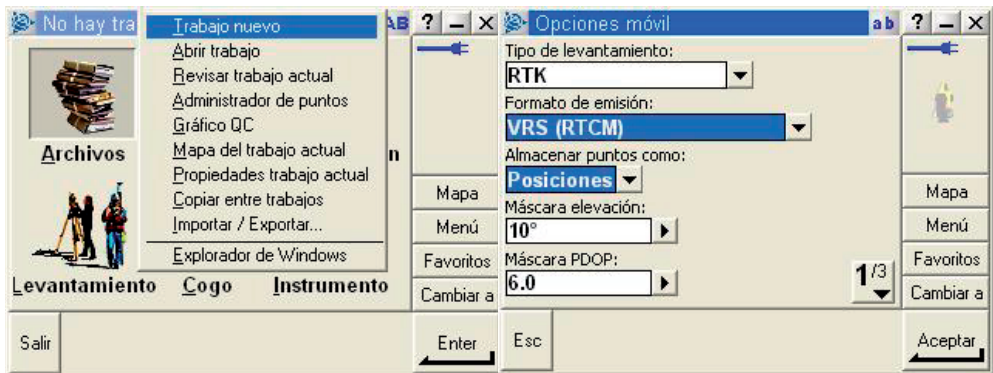 No hay tra
AB
? – X
Trabajo nuevo
Abrir trabajo
Revisar trabajo actual
Administrador de puntos
Gráfico QC
Mapa del trabajo actual
Propiedades trabajo actual
Copiar entre trabajos
Importar / Exportar...
Explorador de Windows
Archivos
n
Levantamiento
Cogo
Instrumento
Mapa
Menú
Favoritos
Cambiar a
Salir
Enter
Opciones móvil
ab
? – X
Tipo de levantamiento:
RTK
Formato de emisión:
VRS (RTCM)
Almacenar puntos como:
Posiciones
Máscara elevación:
10°
Máscara PDOP:
6.0
1/3
Mapa
Menú
Favoritos
Cambiar a
Esc
Aceptar